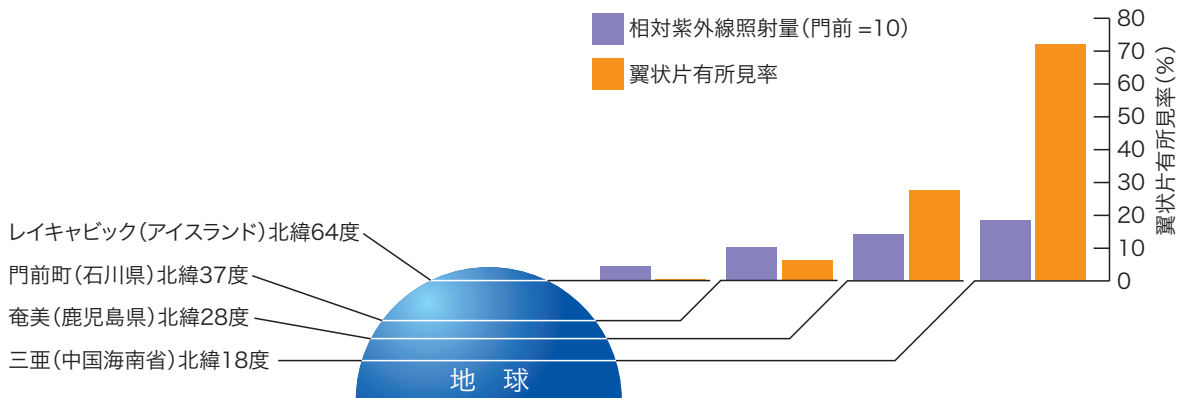 相対紫外線照射量(門前 =10)
翼状片有所見率
80
70
60
50
40
30
20
10
0
翼状片有所見率(%)
レイキャビック(アイスランド)北緯64度
門前町(石川県)北緯37度
奄美(鹿児島県)北緯28度
三亜(中国海南省)北緯18度
地 球